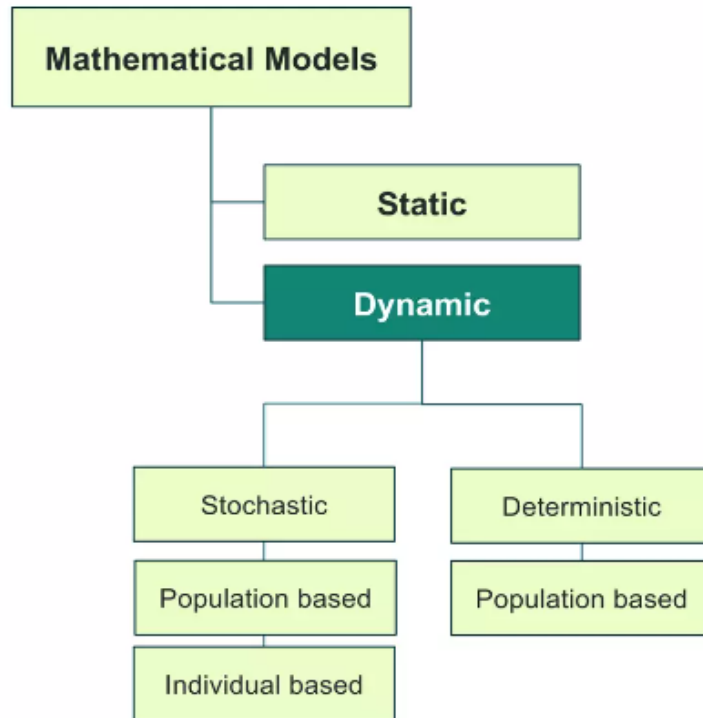 Mathematical Models
Static
Dynamic
Stochastic
Deterministic
Population based
Population based
Individual based